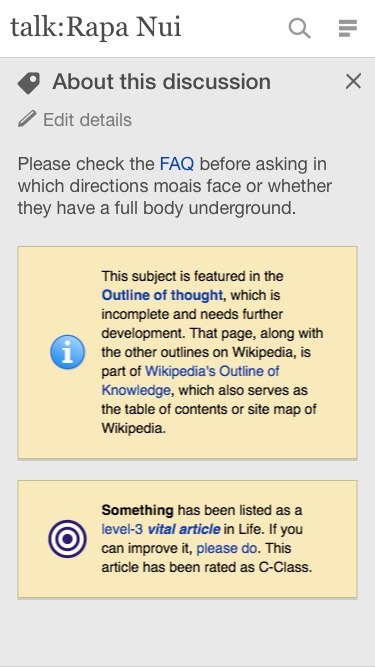 talk:Rapa Nui
About this discussion
Edit details
Please check the FAQ before asking in
which directions moais face or whether
they have a full body underground.
This subject is featured in the
Outline of thought, which is
incomplete and needs further
development. That page, along with
the other outlines on Wikipedia, is
part of Wikipedia's Outline of
Knowledge, which also serves as
the table of contents or site map of
Wikipedia.
Something has been listed as a
level-3 vital article in Life. If you
can improve it, please do. This
article has been rated as C-Class.